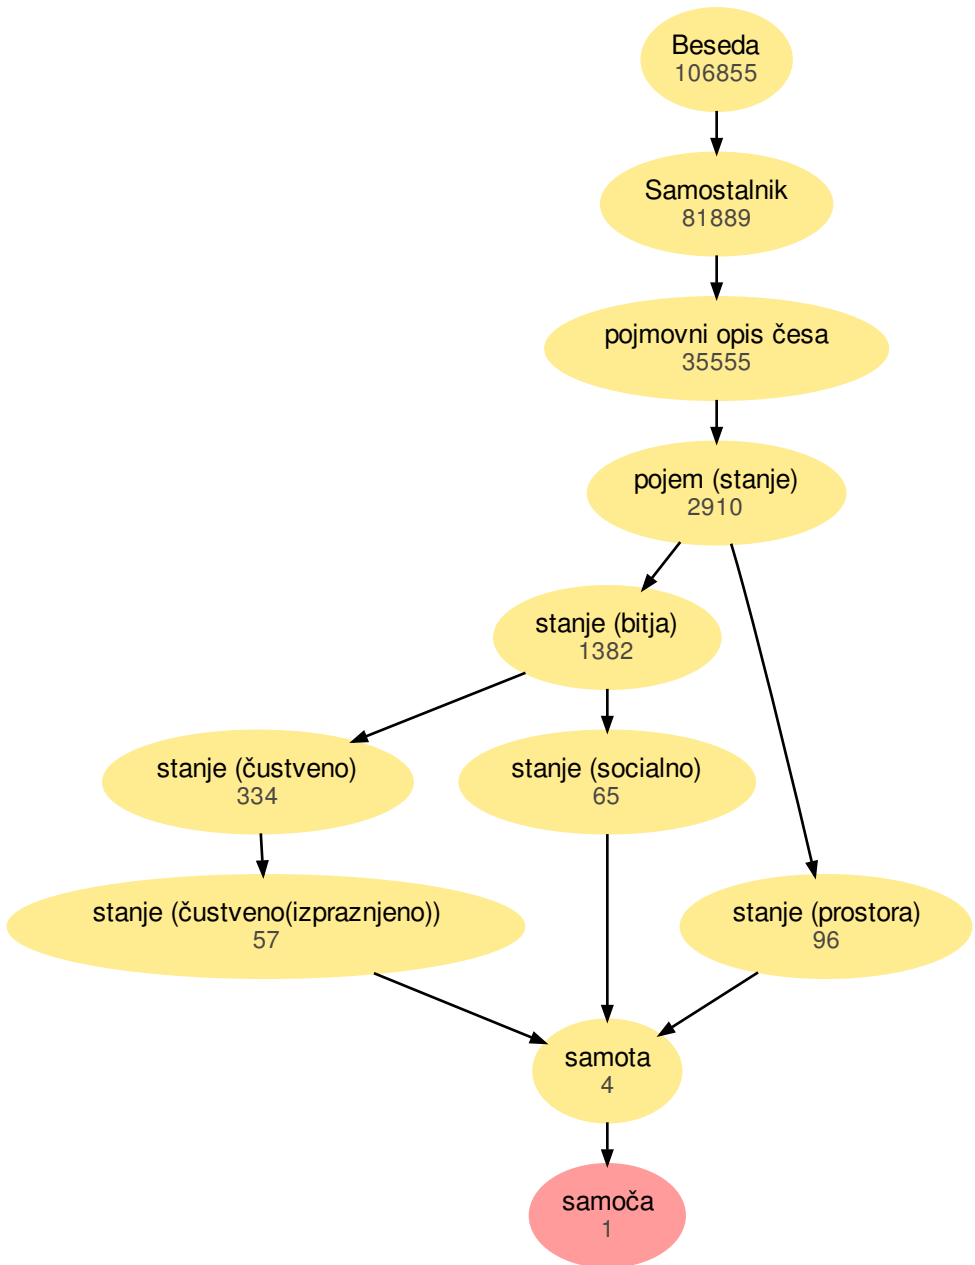 Beseda
106855
Samostalnik
81889
pojmovni opis česa
35555
pojem (stanje)
2910
stanje (bitja)
1382
stanje (čustveno)
334
stanje (socialno)
65
stanje (čustveno(izpraznjeno))
57
stanje (prostora)
96
samota
4
samoča
1